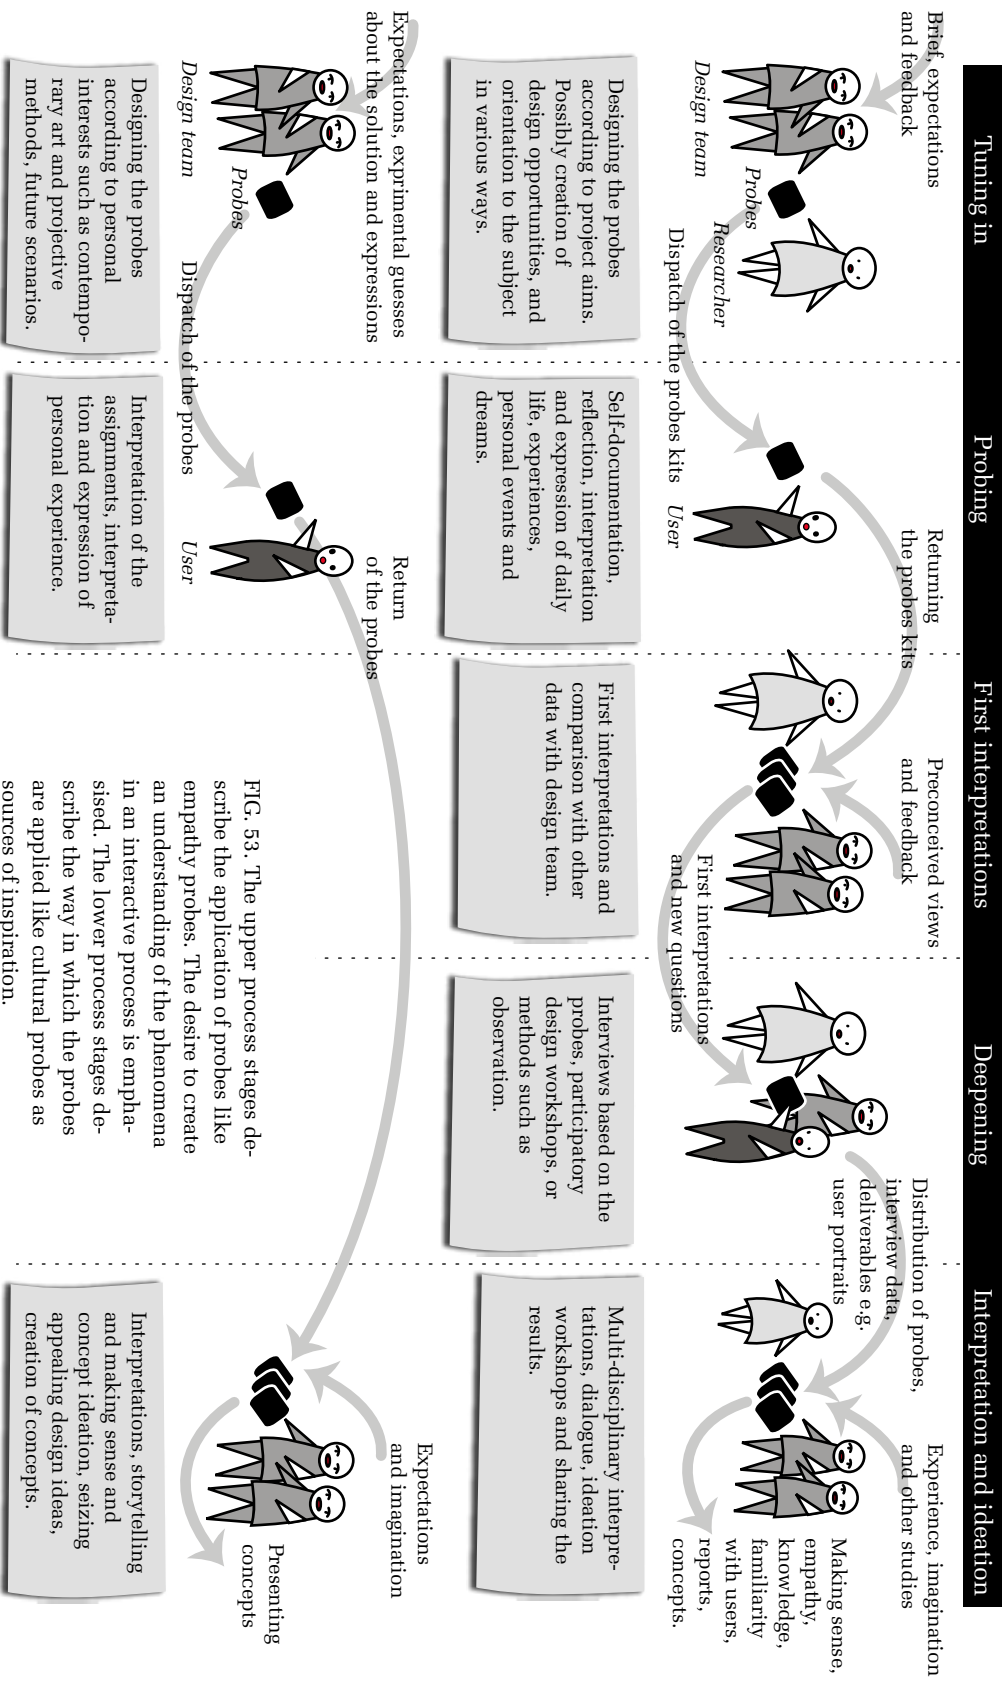 Tuning in
Probing
First interpretations
Deepening
Interpretation and ideation
Brief, expectations
and feedback
Design team
Probes
Researcher
Dispatch of the probes kits
User
Returning
the probes kits
Preconceived views
and feedback
First interpretations
and new questions
Distribution of probes,
interview data,
deliverables e.g.
user portraits
Experience, imagination
and other studies
Making sense,
empathy,
knowledge,
familiarity
with users,
reports,
concepts.
Designing the probes
according to project aims.
Possibly creation of
design opportunities, and
orientation to the subject
in various ways.
Self-documentation,
reflection, interpretation
and expression of daily
life, experiences,
personal events and
dreams.
First interpretations and
comparison with other
data with design team.
Interviews based on the
probes, participatory
design workshops, or
methods such as
observation.
Multi-disciplinary interpre-
tations, dialogue, ideation
workshops and sharing the
results.
Expectations, exprimental guesses
about the solution and expressions
Design team
Probes
Dispatch of the probes
User
Return
of the probes
Expectations
and imagination
Presenting
concepts
Designing the probes
according to personal
interests such as contempo-
rary art and projective
methods, future scenarios.
Interpretation of the
assignments, interpreta-
tion and expression of
personal experience.
FIG. 53. The upper process stages de-
scribe the application of probes like
empathy probes. The desire to create
an understanding of the phenomena
in an interactive process is empha-
sised. The lower process stages de-
scribe the way in which the probes
are applied like cultural probes as
sources of inspiration.
Interpretations, storytelling
and making sense and
concept ideation, seizing
appealing design ideas,
creation of concepts.